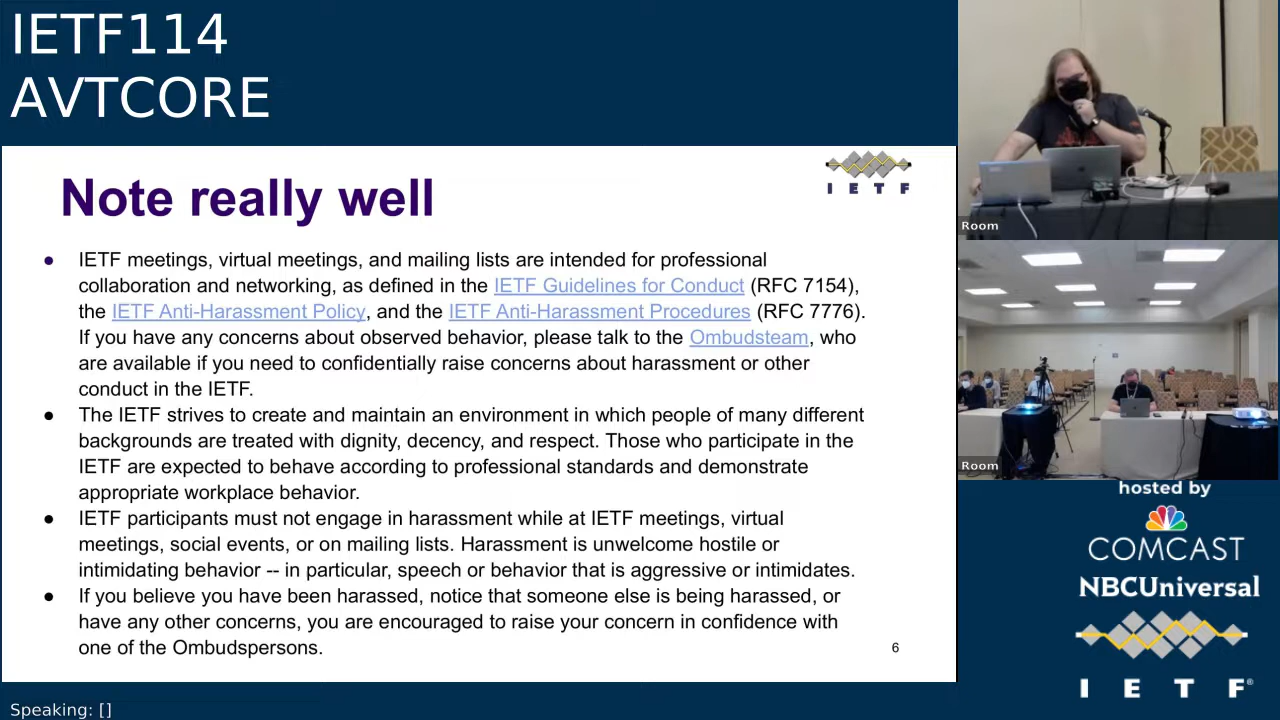 IETF114
AVTCORE
Note really well
I E T F
● IETF meetings, virtual meetings, and mailing lists are intended for professional
collaboration and networking, as defined in the IETF Guidelines for Conduct (RFC 7154),
the IETF Anti-Harassment Policy, and the IETF Anti-Harassment Procedures (RFC 7776).
If you have any concerns about observed behavior, please talk to the Ombudsteam, who
are available if you need to confidentially raise concerns about harassment or other
conduct in the IETF.
● The IETF strives to create and maintain an environment in which people of many different
backgrounds are treated with dignity, decency, and respect. Those who participate in the
IETF are expected to behave according to professional standards and demonstrate
appropriate workplace behavior.
● IETF participants must not engage in harassment while at IETF meetings, virtual
meetings, social events, or on mailing lists. Harassment is unwelcome hostile or
intimidating behavior -- in particular, speech or behavior that is aggressive or intimidates.
● If you believe you have been harassed, notice that someone else is being harassed, or
have any other concerns, you are encouraged to raise your concern in confidence with
one of the Ombudspersons.
6
Room
Room
hosted by
COMCAST
NBCUniversal
I E T F®
Speaking: []